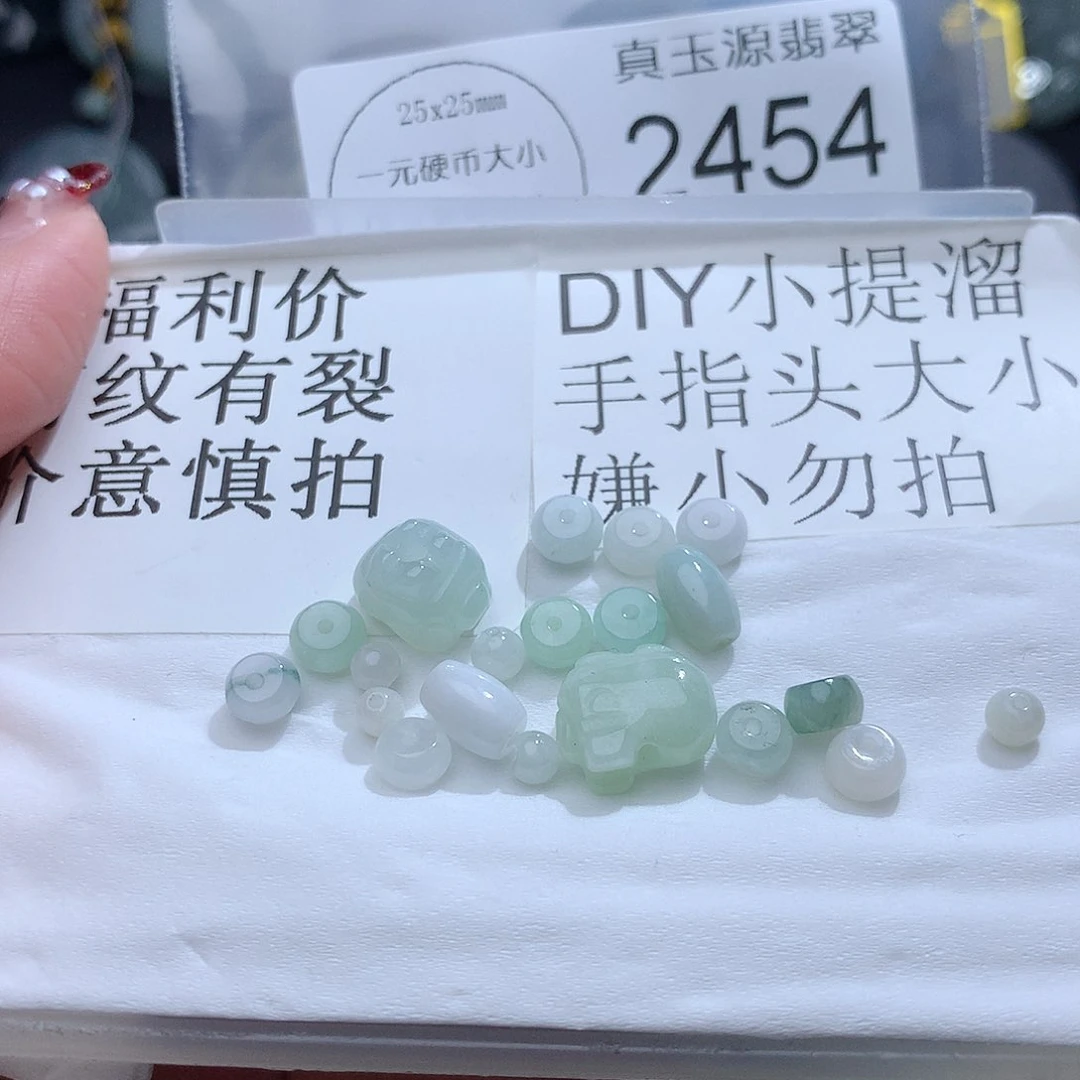 真玉源翡翠
25x25mm
一元硬币大小
2454
福利价
纹有裂
介意慎拍
DIY小提溜
手指头大小
嫌小勿拍